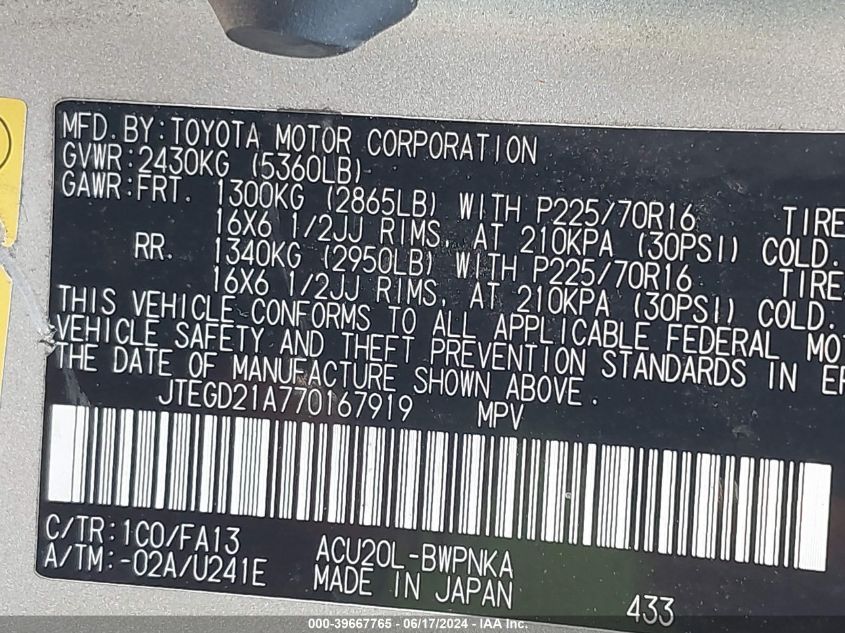 MFD.BY:TOYOTA MOTOR CORPORATION
GVWR:2430KG (5360LB)
GAWR:FRT. 1300KG (2865LB) WITH P225/70R16 TIRE
16X6 1/2JJ RIMS, AT 210KPA (30PSI) COLD.
RR. 1340KG (2950LB) WITH P225/70R16 TIRE
16X6 1/2JJ RIMS, AT 210KPA (30PSI) COLD.
THIS VEHICLE CONFORMS TO ALL APPLICABLE FEDERAL MOT
VEHICLE SAFETY AND THEFT PREVENTION STANDARDS IN EF
THE DATE OF MANUFACTURE SHOWN ABOVE.
JTEGD21A770167919 MPV
C/TR:1C0/FA13 ACU20L-BWPNKA
A/TM:-02A/U241E MADE IN JAPAN 433
000-39667765 - 06/17/2024 - IAA Inc.